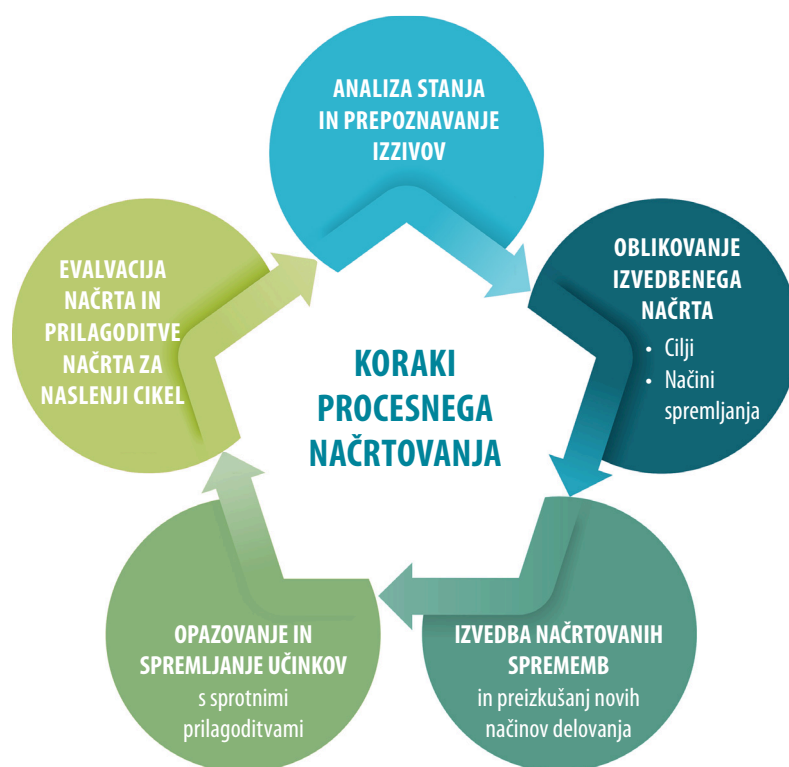 ANALIZA STANJA
IN PREPOZNAVANJE
IZZIVOV
OBLIKOVANJE
IZVEDBENEGA
NAČRTA
• Cilji
• Načini
spremljanja
IZVEDBA NAČRTOVANIH
SPREMEMB
in preizkušanj novih
načinov delovanja
OPAZOVANJE IN
SPREMLJANJE UČINKOV
s sprotnimi
prilagoditvami
EVALVACIJA
NAČRTA IN
PRILAGODITVE
NAČRTA ZA
NASLENJI CIKEL
KORAKI
PROCESNEGA
NAČRTOVANJA